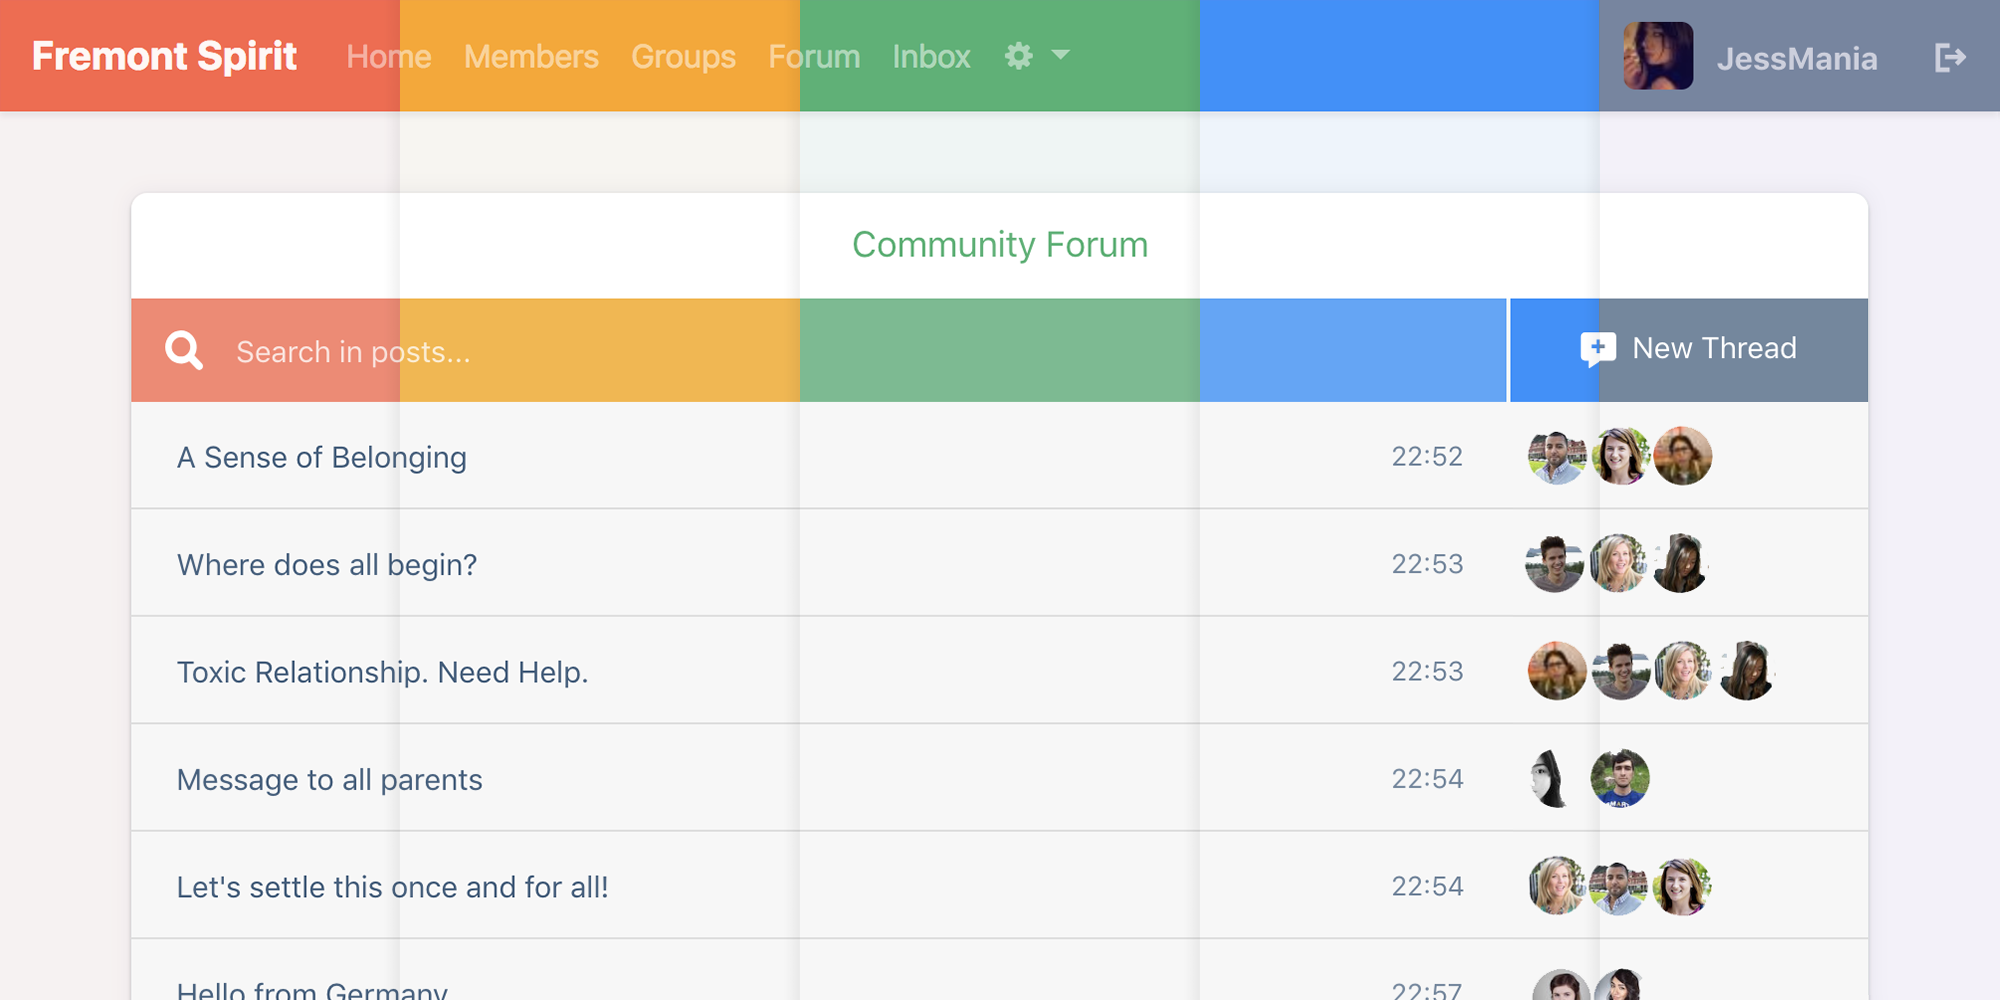 Fremont Spirit Home Members Groups Forum Inbox JessMania
Community Forum
Search in posts... New Thread
A Sense of Belonging 22:52
Where does all begin? 22:53
Toxic Relationship. Need Help. 22:53
Message to all parents 22:54
Let's settle this once and for all! 22:54
Hello from Germany 22:57